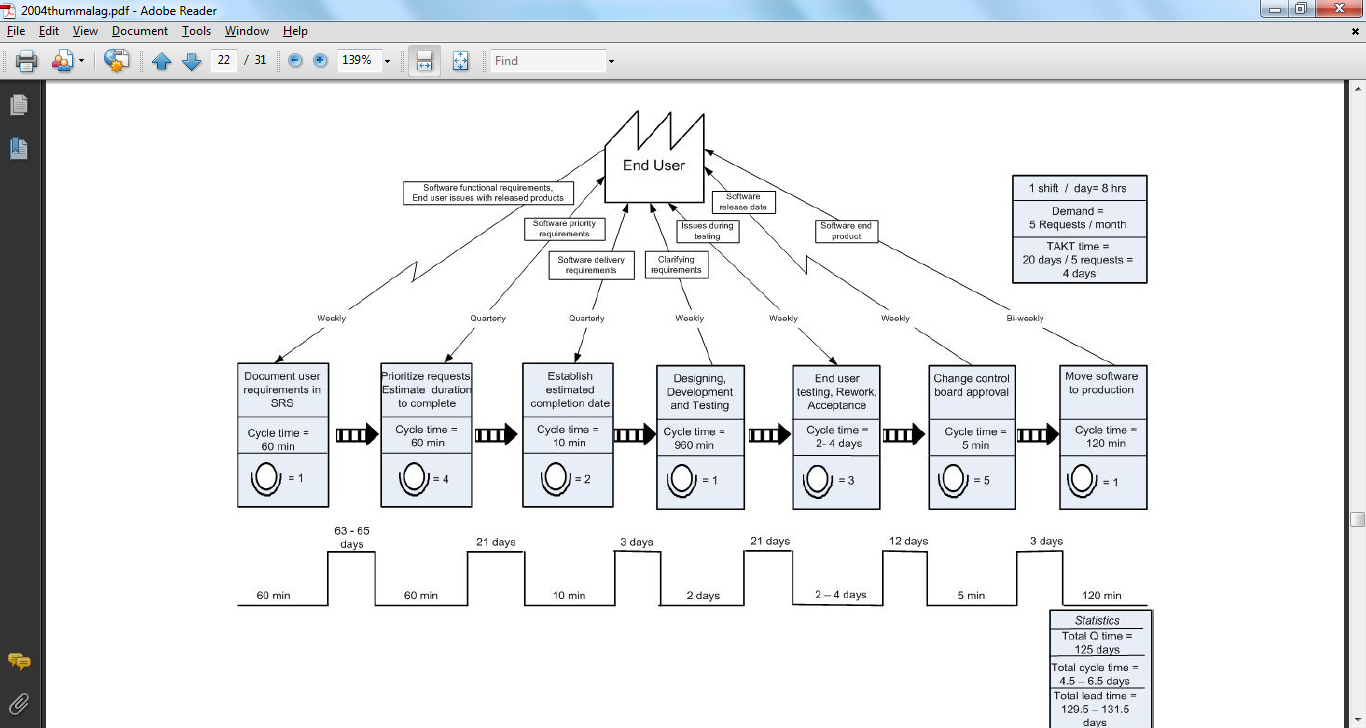 2004thummalag.pdf - Adobe Reader
File Edit View Document Tools Window Help
22 / 31 139% Find
End User
Software functional requirements,
End user issues with released products
Software priority
requirements
Software delivery
requirements
Clarifying
requirements
Issues during
testing
Software
release date
Software end
product
1 shift / day= 8 hrs
Demand =
5 Requests / month
TAKT time =
20 days / 5 requests =
4 days
Weekly Quarterly Quarterly Weekly Weekly Weekly Bi-weekly
Document user
requirements in
SRS
Cycle time =
60 min
= 1
Prioritize requests,
Estimate duration
to complete
Cycle time =
60 min
= 4
Establish
estimated
completion date
Cycle time =
10 min
= 2
Designing,
Development
and Testing
Cycle time =
960 min
= 1
End user
testing, Rework,
Acceptance
Cycle time =
2- 4 days
= 3
Change control
board approval
Cycle time =
5 min
= 5
Move software
to production
Cycle time =
120 min
= 1
63 - 65
days
21 days 3 days 21 days 12 days 3 days
60 min 60 min 10 min 2 days 2 – 4 days 5 min 120 min
Statistics
Total Q time =
125 days
Total cycle time =
4.5 – 6.5 days
Total lead time =
129.5 – 131.5
days